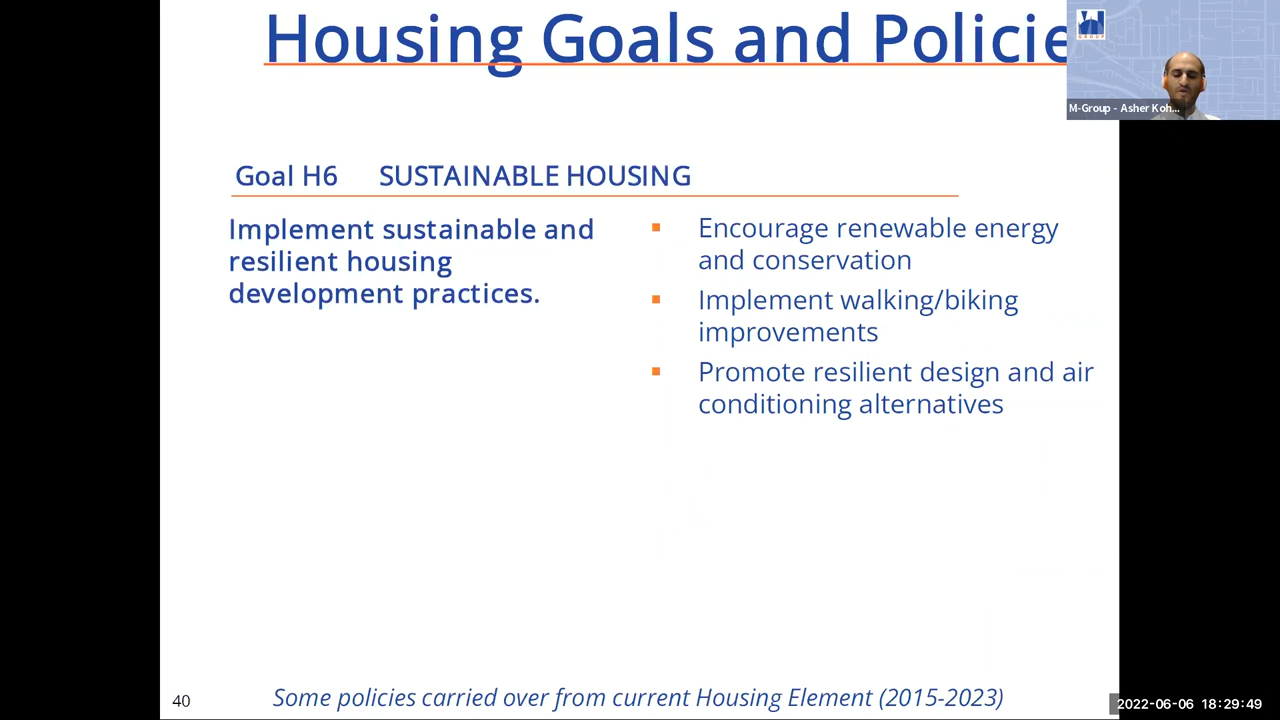 Housing Goals and Policie
GROUP
M-Group - Asher Koh...
Goal H6 SUSTAINABLE HOUSING
Implement sustainable and
resilient housing
development practices.
▪ Encourage renewable energy
and conservation
▪ Implement walking/biking
improvements
▪ Promote resilient design and air
conditioning alternatives
40
Some policies carried over from current Housing Element (2015-2023)
2022-06-06 18:29:49